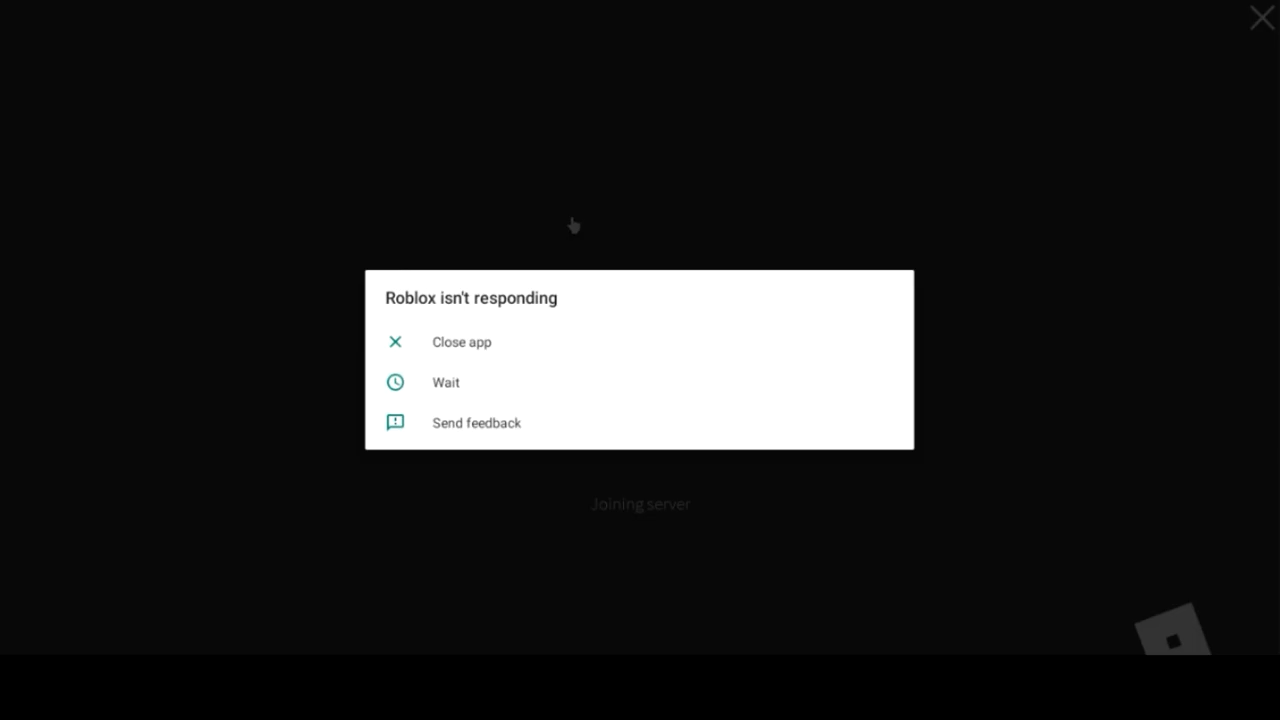 Roblox isn't responding
Close app
Wait
Send feedback
Joining server